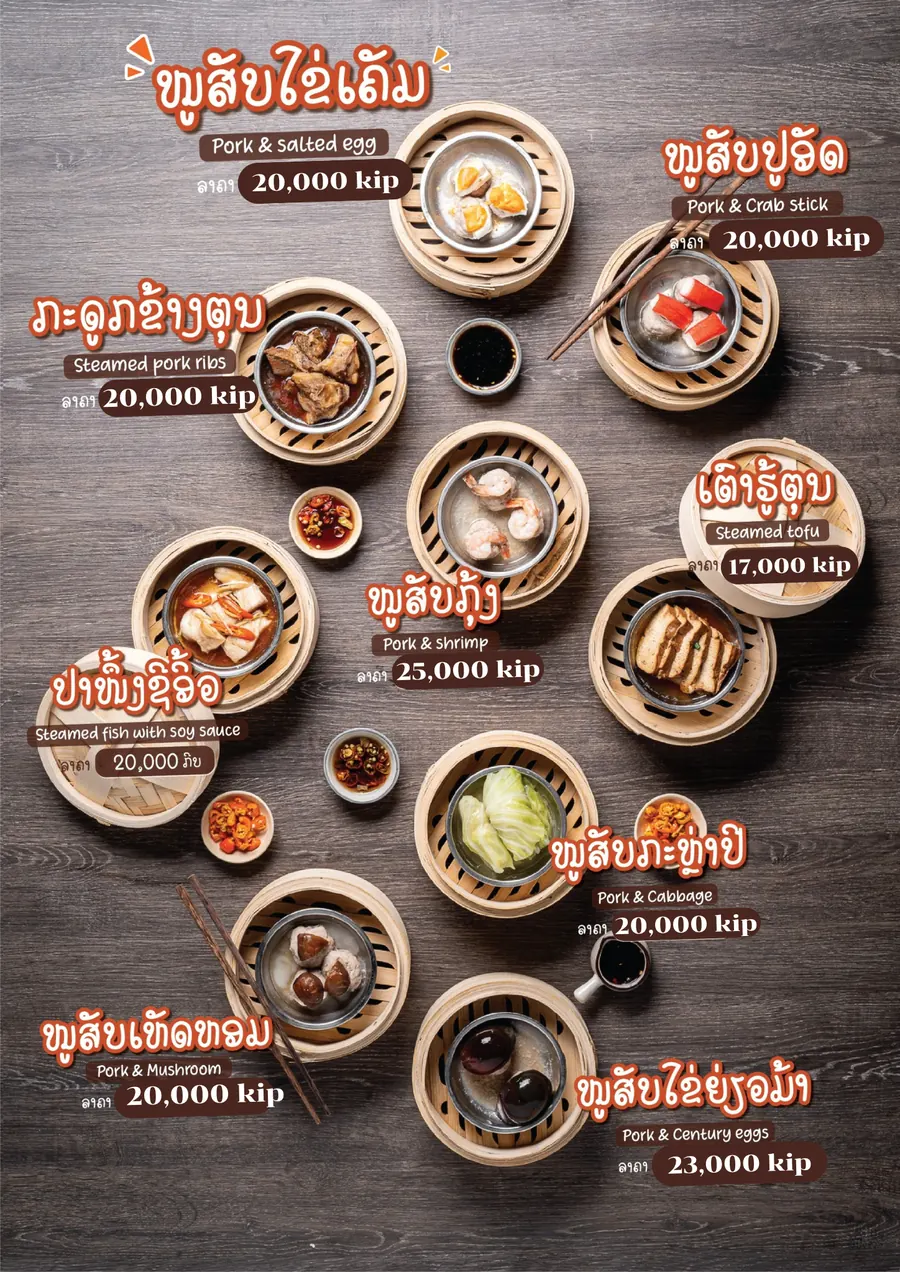 ໝູສັບໄຂ່ເຄັມ
Pork & salted egg
ລາຄາ 20,000 kip
ໝູສັບປູອັດ
Pork & Crab stick
ລາຄາ 20,000 kip
ກະດູກຂ້າງຕຸນ
Steamed pork ribs
ລາຄາ 20,000 kip
ເຕົາຮູ້ຕຸນ
Steamed tofu
ລາຄາ 17,000 kip
ໝູສັບກຸ້ງ
Pork & shrimp
ລາຄາ 25,000 kip
ປາໜຶ້ງຊີອິ້ວ
Steamed fish with soy sauce
ລາຄາ 20,000 ກີບ
ໝູສັບກະຫຼ່າປີ
Pork & Cabbage
ລາຄາ 20,000 kip
ໝູສັບເຫັດຫອມ
Pork & Mushroom
ລາຄາ 20,000 kip
ໝູສັບໄຂ່ຢ່ຽວມ້າ
Pork & Century eggs
ລາຄາ 23,000 kip